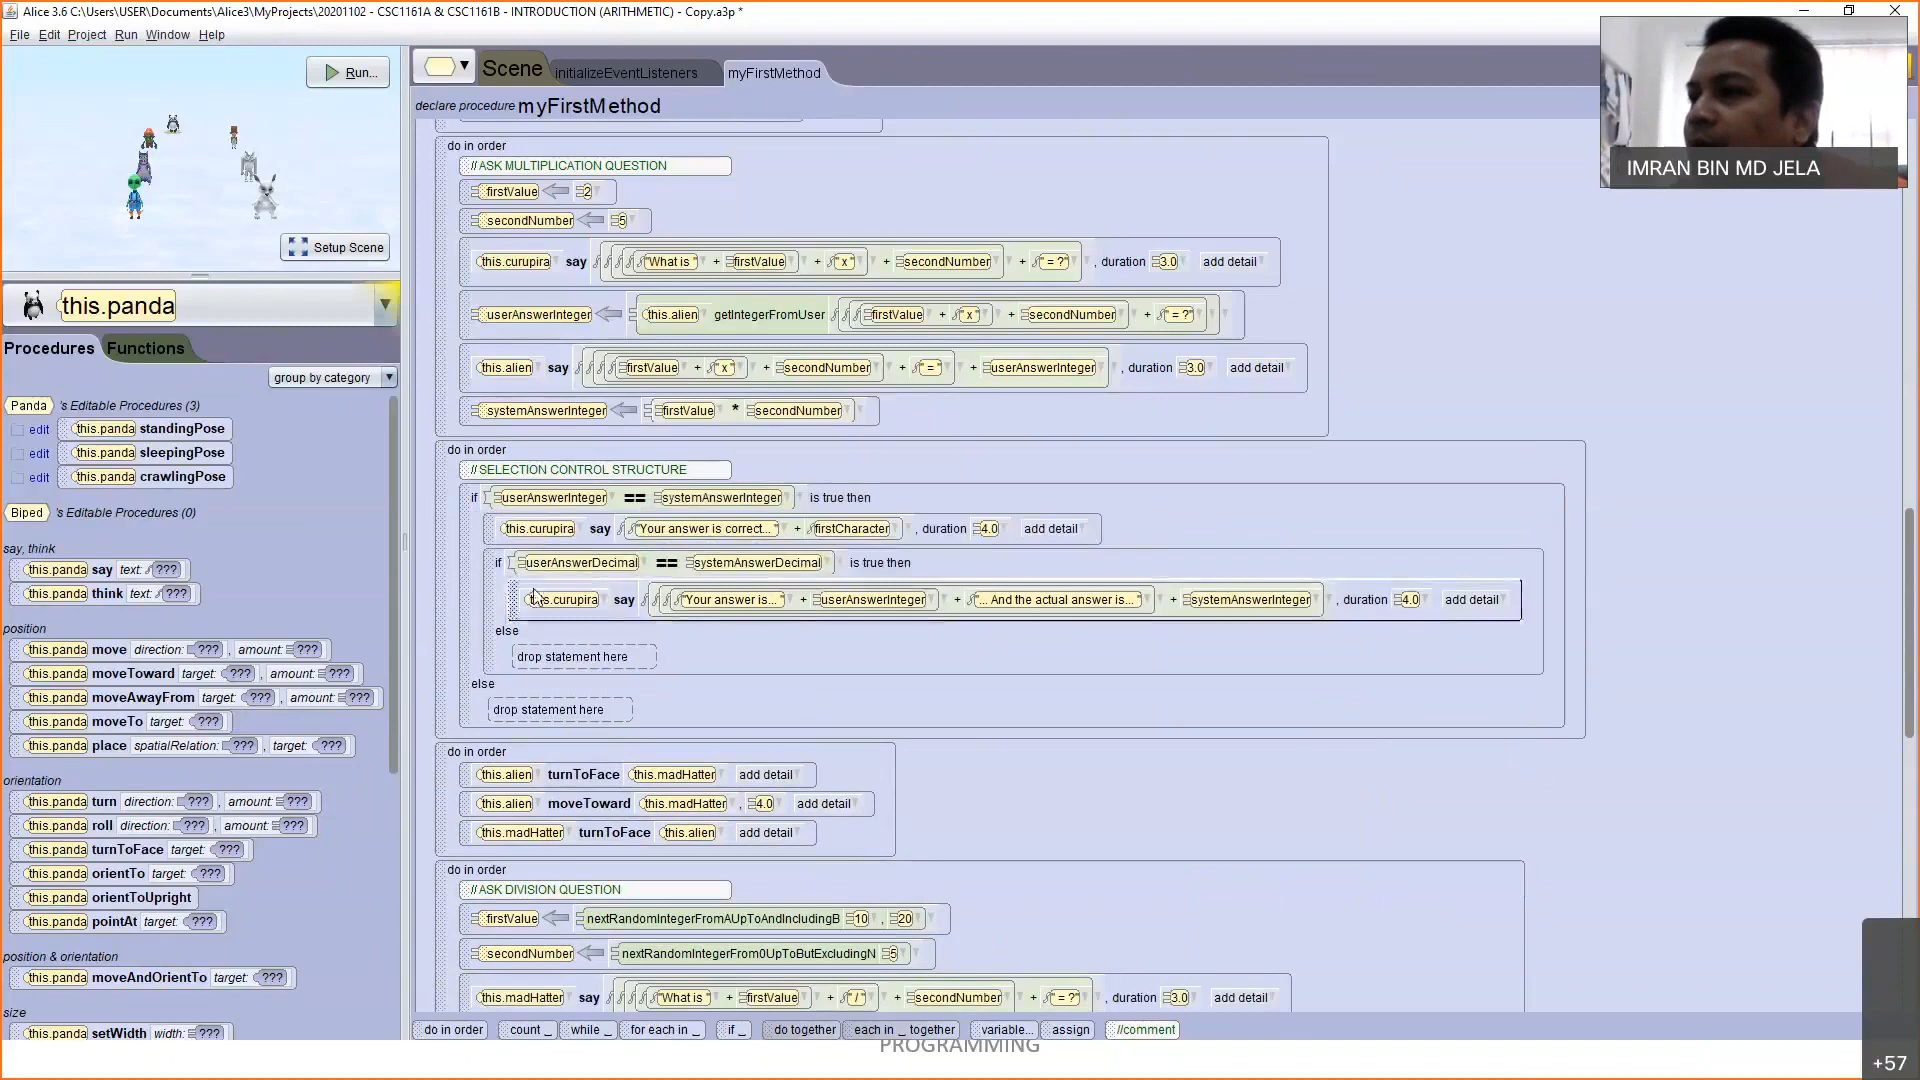 Alice 3.6 C:\Users\USER\Documents\Alice3\MyProjects\20201102 - CSC1161A & CSC1161B - INTRODUCTION (ARITHMETIC) - Copy.a3p *
File Edit Project Run Window Help
Run...
Setup Scene
this.panda
Procedures Functions
group by category
Panda 's Editable Procedures (3)
edit this.panda standingPose
edit this.panda sleepingPose
edit this.panda crawlingPose
Biped 's Editable Procedures (0)
say, think
this.panda say text: ???
this.panda think text: ???
position
this.panda move direction: ??? , amount: ???
this.panda moveToward target: ??? , amount: ???
this.panda moveAwayFrom target: ??? , amount: ???
this.panda moveTo target: ???
this.panda place spatialRelation: ??? , target: ???
orientation
this.panda turn direction: ??? , amount: ???
this.panda roll direction: ??? , amount: ???
this.panda turnToFace target: ???
this.panda orientTo target: ???
this.panda orientToUpright
this.panda pointAt target: ???
position & orientation
this.panda moveAndOrientTo target: ???
size
this.panda setWidth width: ???
Scene initializeEventListeners myFirstMethod
declare procedure myFirstMethod
do in order
//ASK MULTIPLICATION QUESTION
firstValue 2
secondNumber 5
this.curupira say "What is " + firstValue + " x " + secondNumber + " = ?" , duration 3.0 add detail
userAnswerInteger this.alien getIntegerFromUser firstValue + " x " + secondNumber + " = ?"
this.alien say firstValue + " x " + secondNumber + " = " + userAnswerInteger , duration 3.0 add detail
systemAnswerInteger firstValue * secondNumber
do in order
//SELECTION CONTROL STRUCTURE
if userAnswerInteger == systemAnswerInteger is true then
this.curupira say "Your answer is correct..." + firstCharacter , duration 4.0 add detail
if userAnswerDecimal == systemAnswerDecimal is true then
this.curupira say "Your answer is..." + userAnswerInteger + "... And the actual answer is..." + systemAnswerInteger , duration 4.0 add detail
else
drop statement here
else
drop statement here
do in order
this.alien turnToFace this.madHatter add detail
this.alien moveToward this.madHatter , 4.0 add detail
this.madHatter turnToFace this.alien add detail
do in order
//ASK DIVISION QUESTION
firstValue nextRandomIntegerFromAUpToAndIncludingB 10 , 20
secondNumber nextRandomIntegerFrom0UpToButExcludingN 5
this.madHatter say "What is " + firstValue + " / " + secondNumber + " = ?" , duration 3.0 add detail
do in order count _ while _ for each in _ if _ do together each in _ together variable... assign //comment
PROGRAMMING
IMRAN BIN MD JELA
+57